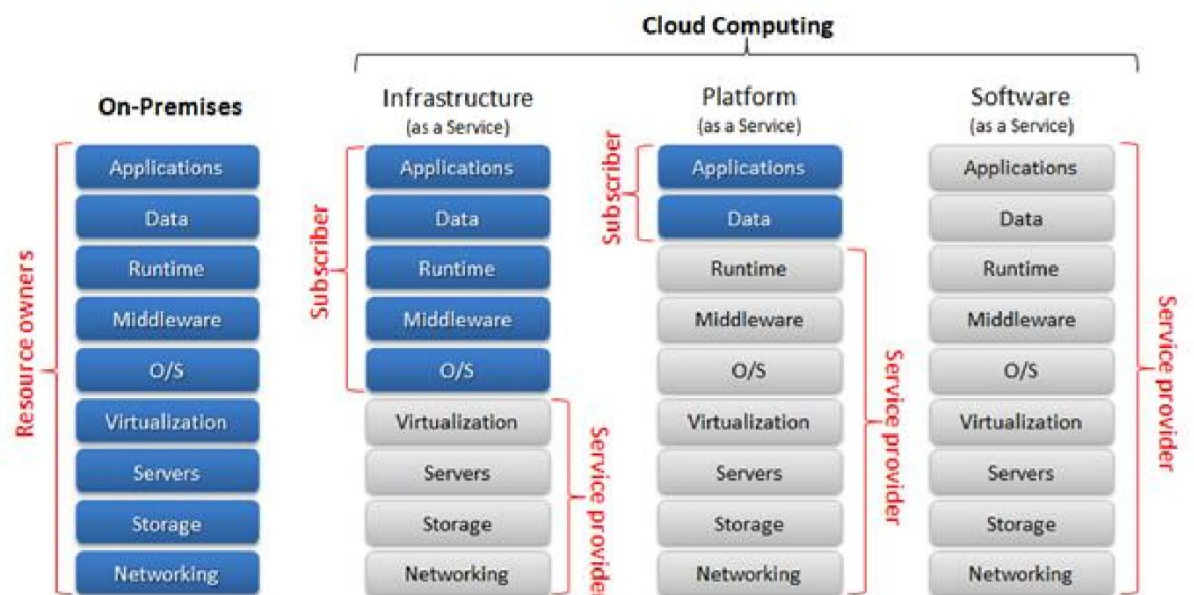 Cloud Computing
On-Premises
Resource owners
Applications
Data
Runtime
Middleware
O/S
Virtualization
Servers
Storage
Networking
Infrastructure
(as a Service)
Subscriber
Applications
Data
Runtime
Middleware
O/S
Virtualization
Servers
Storage
Networking
Service provider
Platform
(as a Service)
Subscriber
Applications
Data
Runtime
Middleware
O/S
Virtualization
Servers
Storage
Networking
Service provider
Software
(as a Service)
Applications
Data
Runtime
Middleware
O/S
Virtualization
Servers
Storage
Networking
Service provider